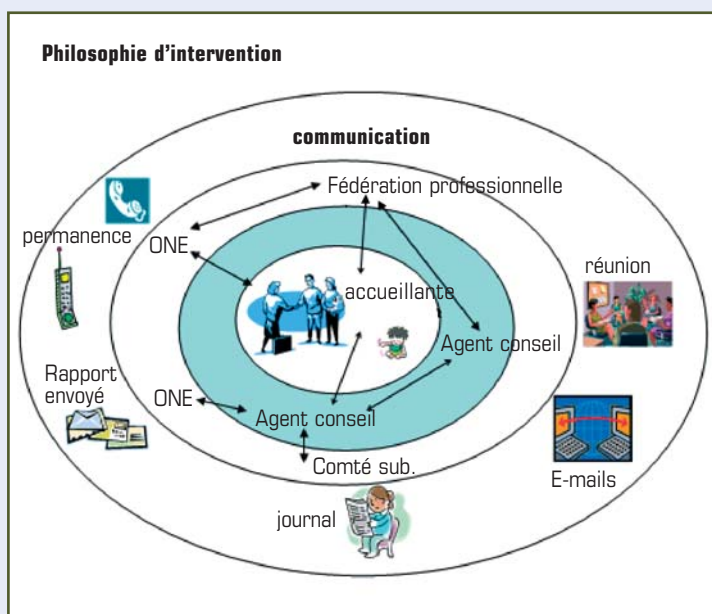 Philosophie d'intervention
communication
Fédération professionnelle
permanence
ONE
réunion
accueillante
Agent conseil
Rapport
envoyé
ONE
Agent conseil
Comté sub.
E-mails
journal